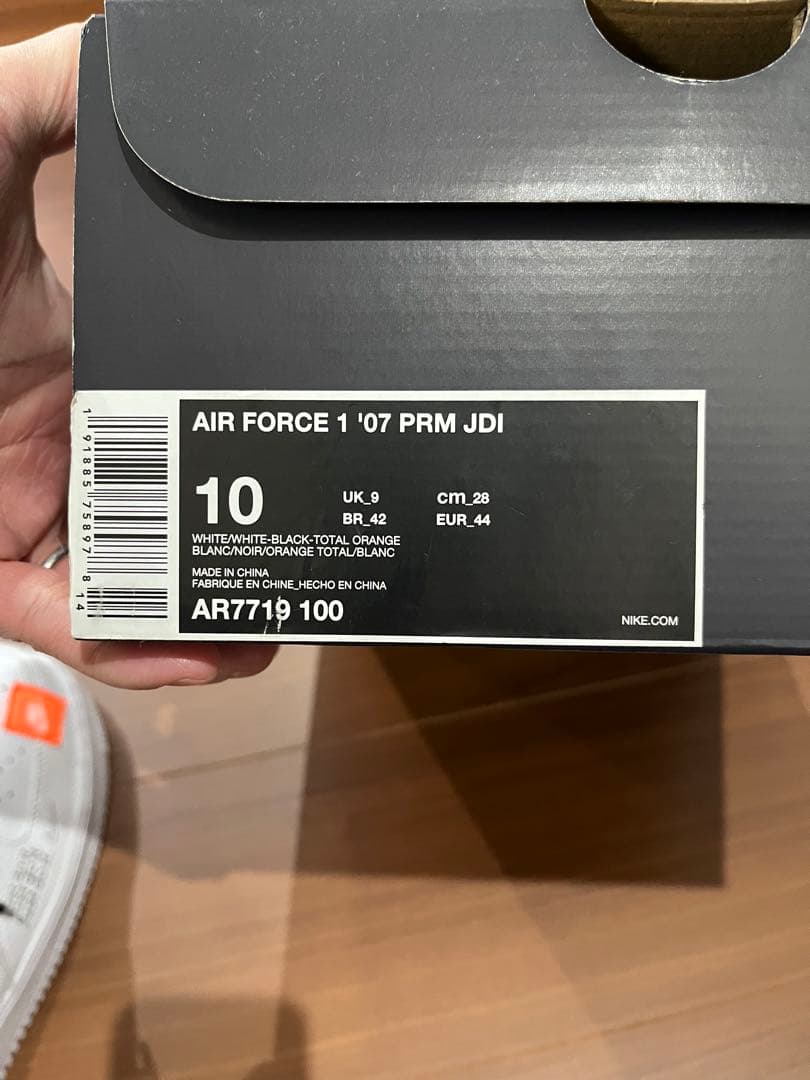 AIR FORCE 1 '07 PRM JDI
10
UK_9
cm_28
BR_42
EUR_44
WHITE/WHITE-BLACK-TOTAL ORANGE
BLANC/NOIR/ORANGE TOTAL/BLANC
MADE IN CHINA
FABRIQUE EN CHINE_HECHO EN CHINA
AR7719 100
NIKE.COM
1 91885 75897 8 14